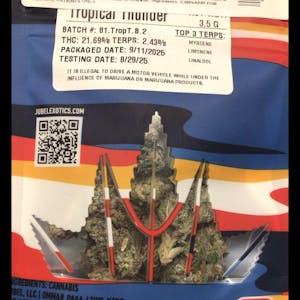 Tropical Thunder
3.5 G
BATCH #: 81.TropT.8.2
TOP 3 TERPS:
THC: 21.69% TERPS: 2.43%
MYRCENE
PACKAGED DATE: 9/11/2025
LIMONENE
TESTING DATE: 8/29/25
LINALOOL
IT IS ILLEGAL TO DRIVE A MOTOR VEHICLE WHILE UNDER THE
INFLUENCE OF MARIJUANA OR MARIJUANA PRODUCTS.
JUBELEXOTICS.COM
INGREDIENTS: CANNABIS